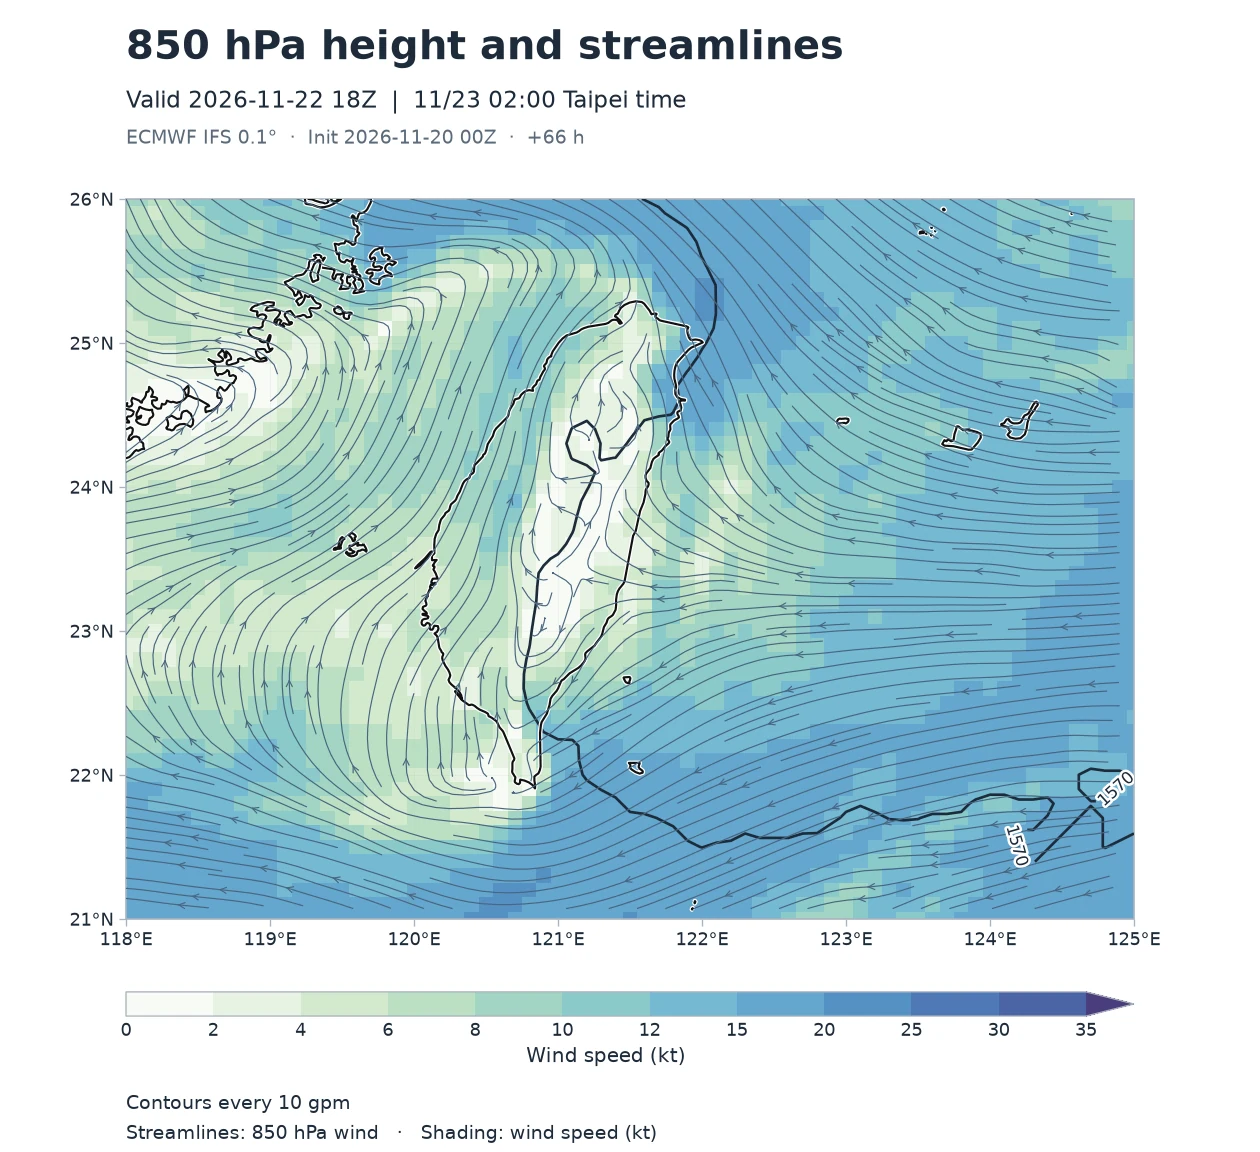 850 hPa height and streamlines
Valid 2026-11-22 18Z | 11/23 02:00 Taipei time
ECMWF IFS 0.1° · Init 2026-11-20 00Z · +66 h
26°N
25°N
24°N
23°N
22°N
21°N
1570
1570
118°E 119°E 120°E 121°E 122°E 123°E 124°E 125°E
0 2 4 6 8 10 12 15 20 25 30 35
Wind speed (kt)
Contours every 10 gpm
Streamlines: 850 hPa wind · Shading: wind speed (kt)